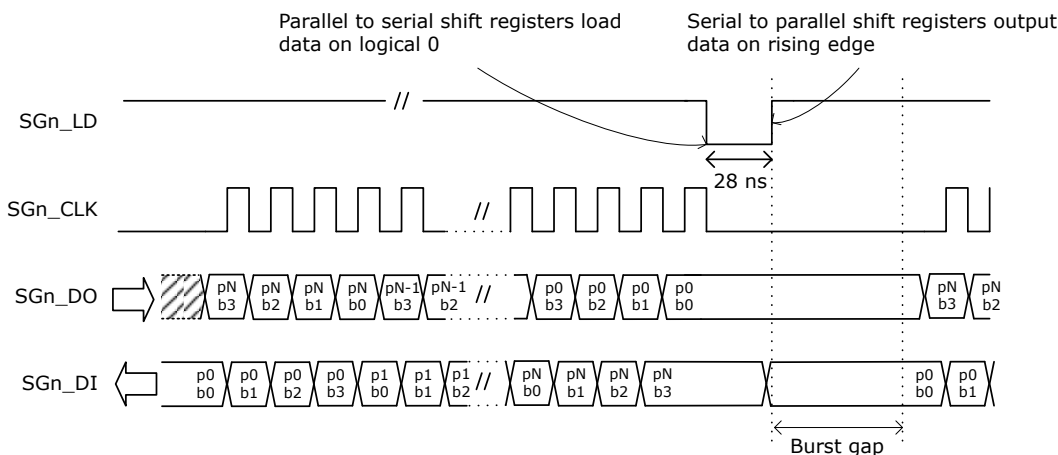 Parallel to serial shift registers load
data on logical 0
Serial to parallel shift registers output
data on rising edge
SGn_LD
//
28 ns
SGn_CLK
//
SGn_DO
pN pN pN pN pN-1 pN-1 // p0 p0 p0 p0 pN pN
b3 b2 b1 b0 b3 b2 b3 b2 b1 b0 b3 b2
SGn_DI
p0 p0 p0 p0 p1 p1 p1 // pN pN pN pN p0 p0
b0 b1 b2 b3 b0 b1 b2 b0 b1 b2 b3 b0 b1
Burst gap